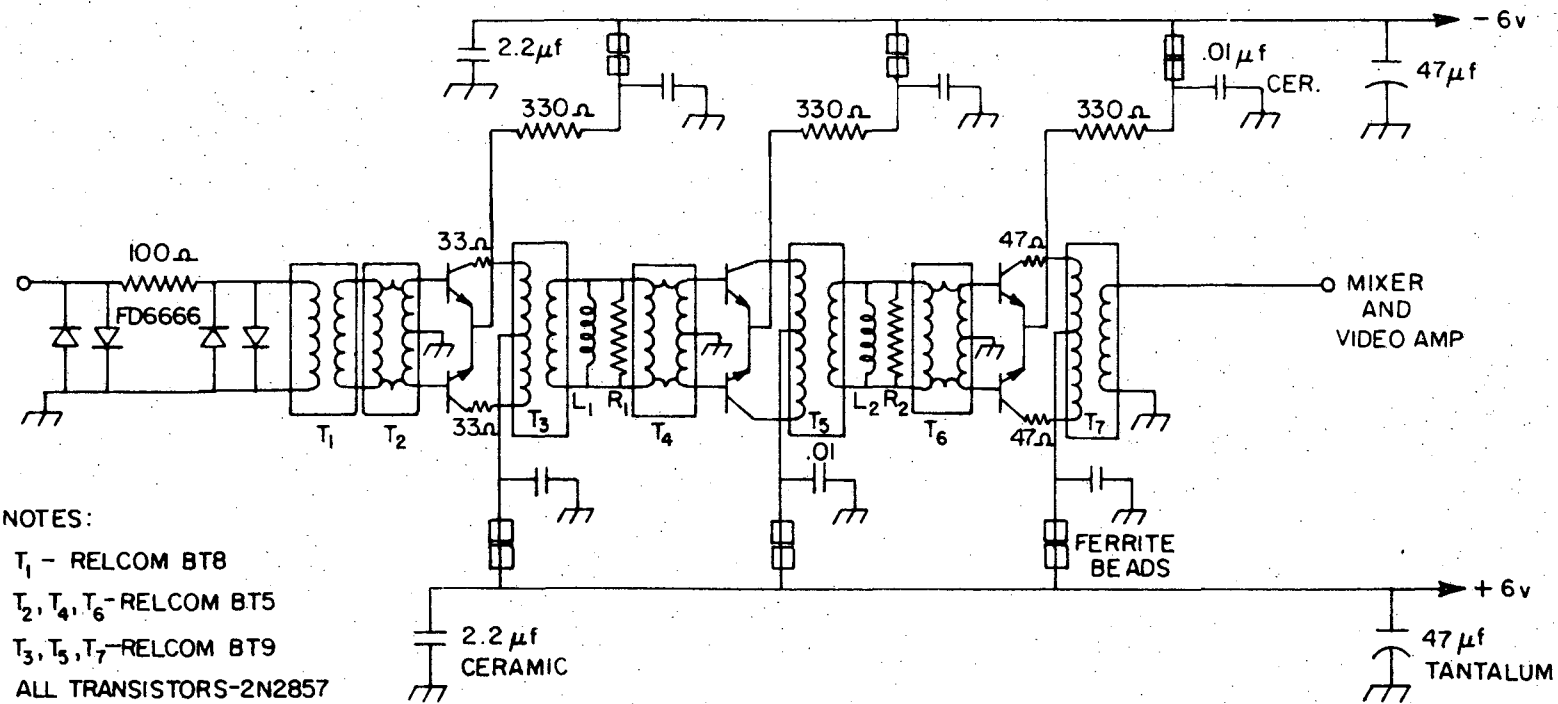 − 6v
2.2µf
.01µf
CER.
47µf
330Ω
330Ω
330Ω
100Ω
FD6666
33Ω
33Ω
47Ω
47Ω
MIXER
AND
VIDEO AMP
T1
T2
T3
L1
R1
T4
T5
L2
R2
T6
T7
.01
FERRITE
BEADS
+ 6v
2.2µf
CERAMIC
47µf
TANTALUM
NOTES:
T1 - RELCOM BT8
T2, T4, T6-RELCOM BT5
T3, T5, T7-RELCOM BT9
ALL TRANSISTORS-2N2857